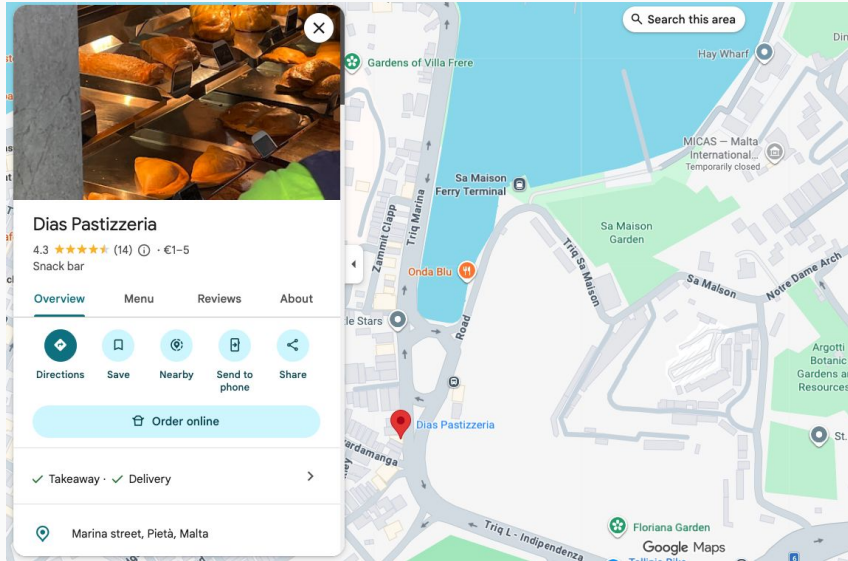 Dias Pastizzeria
4.3 (14) · €1–5
Snack bar
Overview
Menu
Reviews
About
Directions
Save
Nearby
Send to
phone
Share
Order online
Takeaway · Delivery
Marina street, Pietà, Malta
Search this area
Gardens of Villa Frere
Hay Wharf
Din
MICAS – Malta
International...
Temporarily closed
Sa Maison
Ferry Terminal
Zammit Clapp
Triq Marina
Sa Maison
Garden
Triq Sa Maison
Onda Blu
Sa Maison
Notre Dame Arch
le Stars
Road
Argotti
Botanic
Gardens a
Resources
Dias Pastizzeria
ardamanga
St.
Floriana Garden
Triq L - Indipendenza
Google Maps
6